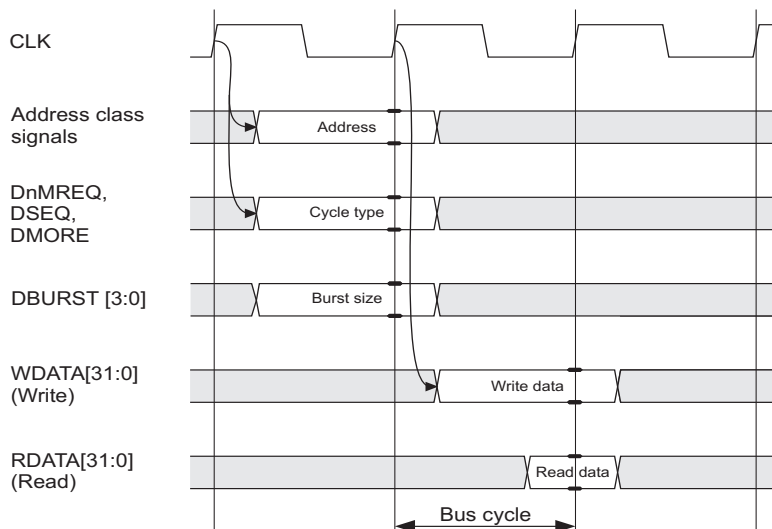 CLK
Address class
signals
Address
DnMREQ,
DSEQ,
DMORE
Cycle type
DBURST [3:0]
Burst size
WDATA[31:0]
(Write)
Write data
RDATA[31:0]
(Read)
Read data
Bus cycle